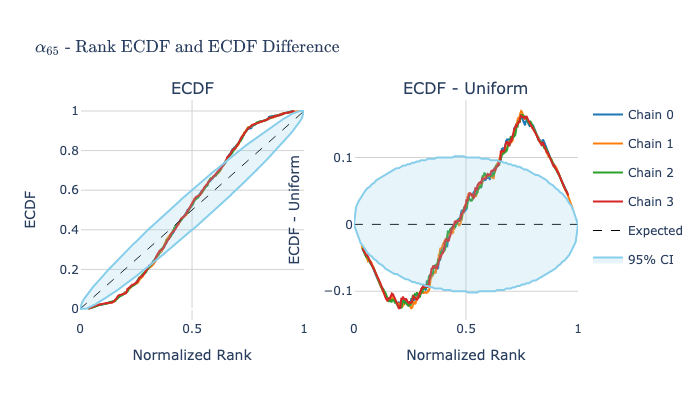 α65 - Rank ECDF and ECDF Difference
ECDF
ECDF - Uniform
ECDF
1
0.8
0.6
0.4
0.2
0
0
0.5
1
Normalized Rank
ECDF - Uniform
0.1
0
−0.1
0
0.5
1
Normalized Rank
Chain 0
Chain 1
Chain 2
Chain 3
Expected
95% CI